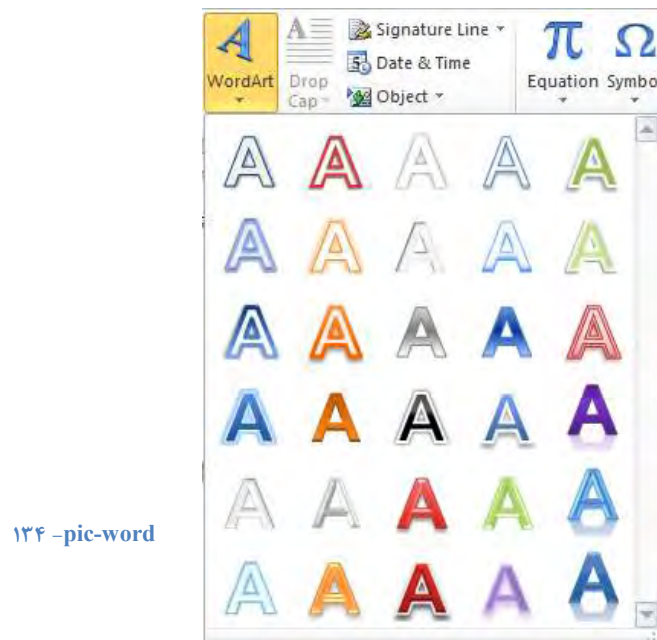 WordArt
Drop
Cap
Signature Line
Date & Time
Object
π Ω
Equation Symbo
A A A A A
A A A A A
A A A A A
A A A A A
A A A A A
A A A A A
۱۳۴ -pic-word